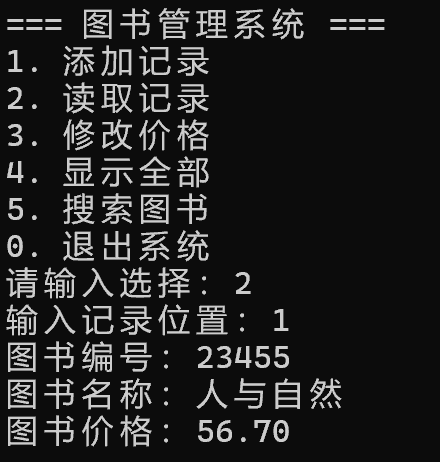 === 图书管理系统 ===
1. 添加记录
2. 读取记录
3. 修改价格
4. 显示全部
5. 搜索图书
0. 退出系统
请输入选择: 2
输入记录位置: 1
图书编号: 23455
图书名称: 人与自然
图书价格: 56.70